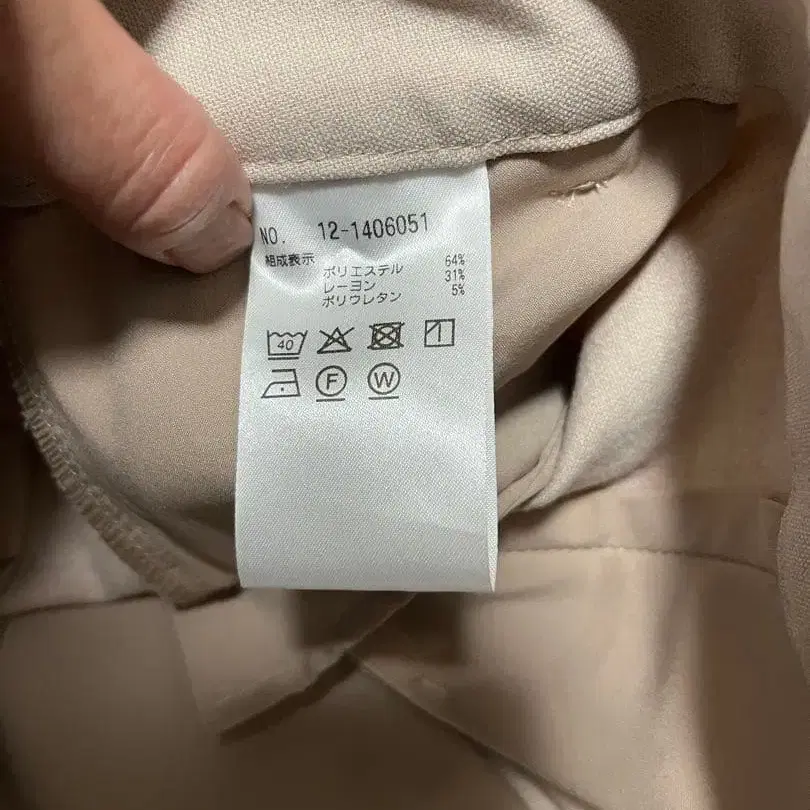 NO. 12-1406051
組成表示 ポリエステル 64%
レーヨン 31%
ポリウレタン 5%
40
F W